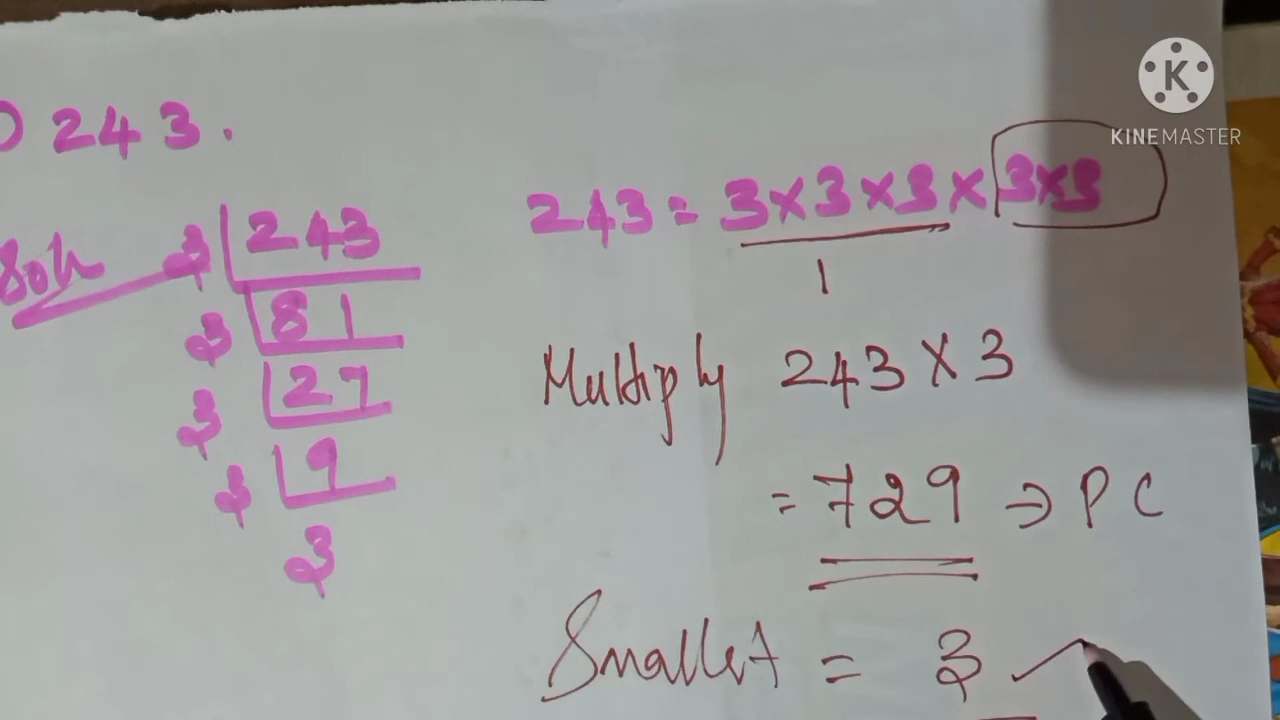 ) 243.
Soln
3 243
3 81
3 27
3 9
3
243 = 3×3×3×3×3
1
Multiply 243×3
= 729 ⇒ PC
Smallest = 3
K
KINEMASTER